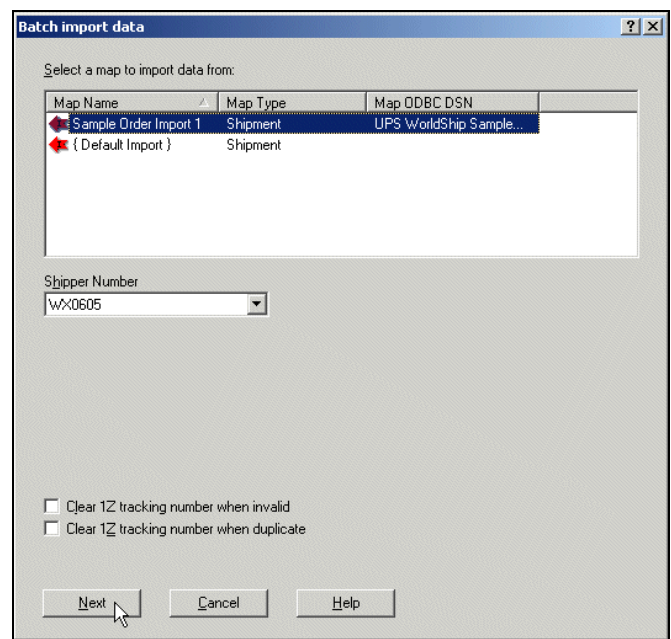 Batch import data
Select a map to import data from:
Map Name Map Type Map ODBC DSN
Sample Order Import 1 Shipment UPS WorldShip Sample...
{ Default Import } Shipment
Shipper Number
WX0605
Clear 1Z tracking number when invalid
Clear 1Z tracking number when duplicate
Next Cancel Help